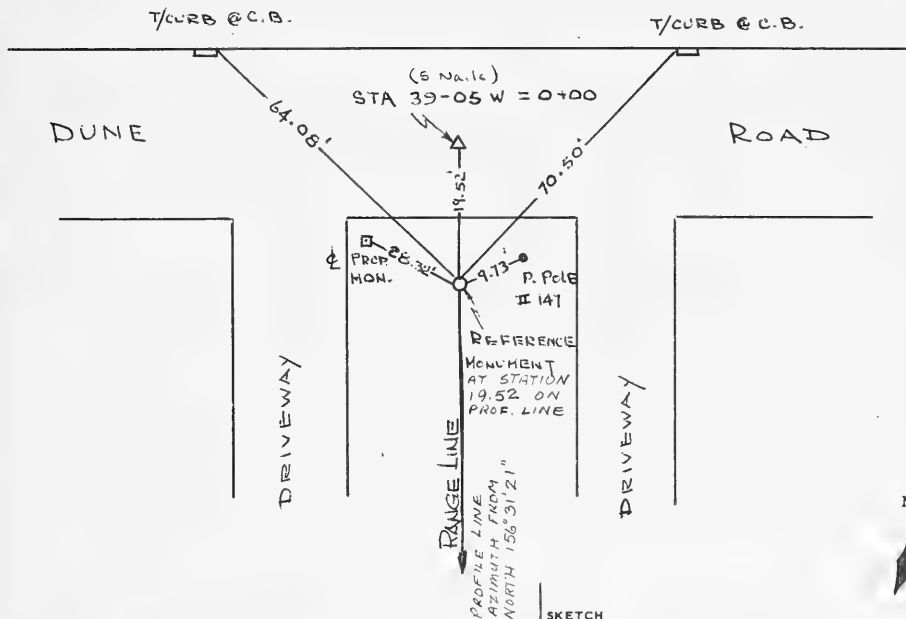 T/CURB @ C.B.
T/CURB @ C.B.
(5 Nails)
STA 39-05 W = 0+00
DUNE
ROAD
64.08'
70.50'
19.52'
℄ PROP. MON.
28.32'
9.73'
P. POLE
II 147
REFERENCE
MONUMENT
AT STATION
19.52 ON
PROF. LINE
DRIVEWAY
RANGE LINE
PROFILE LINE
AZIMUTH FROM
NORTH 156°31'21"
DRIVEWAY
SKETCH